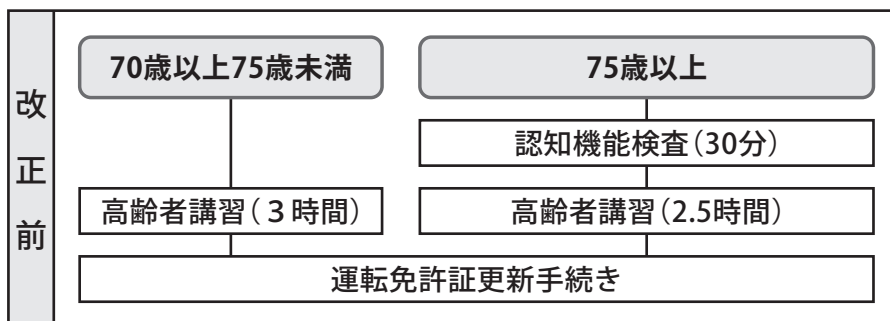 改正前
70歳以上75歳未満
75歳以上
認知機能検査（30分）
高齢者講習（３時間）
高齢者講習（2.5時間）
運転免許証更新手続き